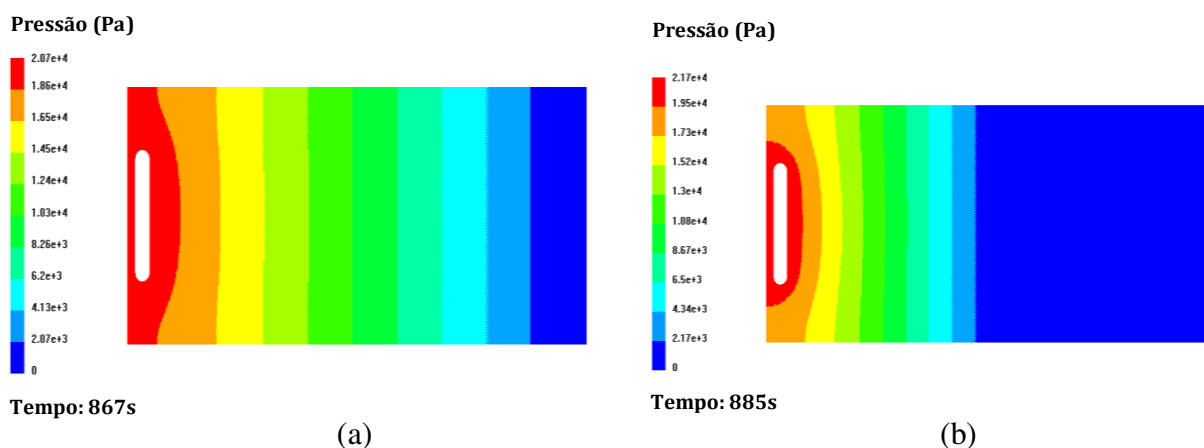 Pressão (Pa)
2.07e+4
1.86e+4
1.65e+4
1.45e+4
1.24e+4
1.03e+4
8.26e+3
6.2e+3
4.13e+3
2.07e+3
0
Tempo: 867s
(a)
Pressão (Pa)
2.17e+4
1.95e+4
1.73e+4
1.52e+4
1.3e+4
1.08e+4
8.67e+3
6.5e+3
4.34e+3
2.17e+3
0
Tempo: 885s
(b)